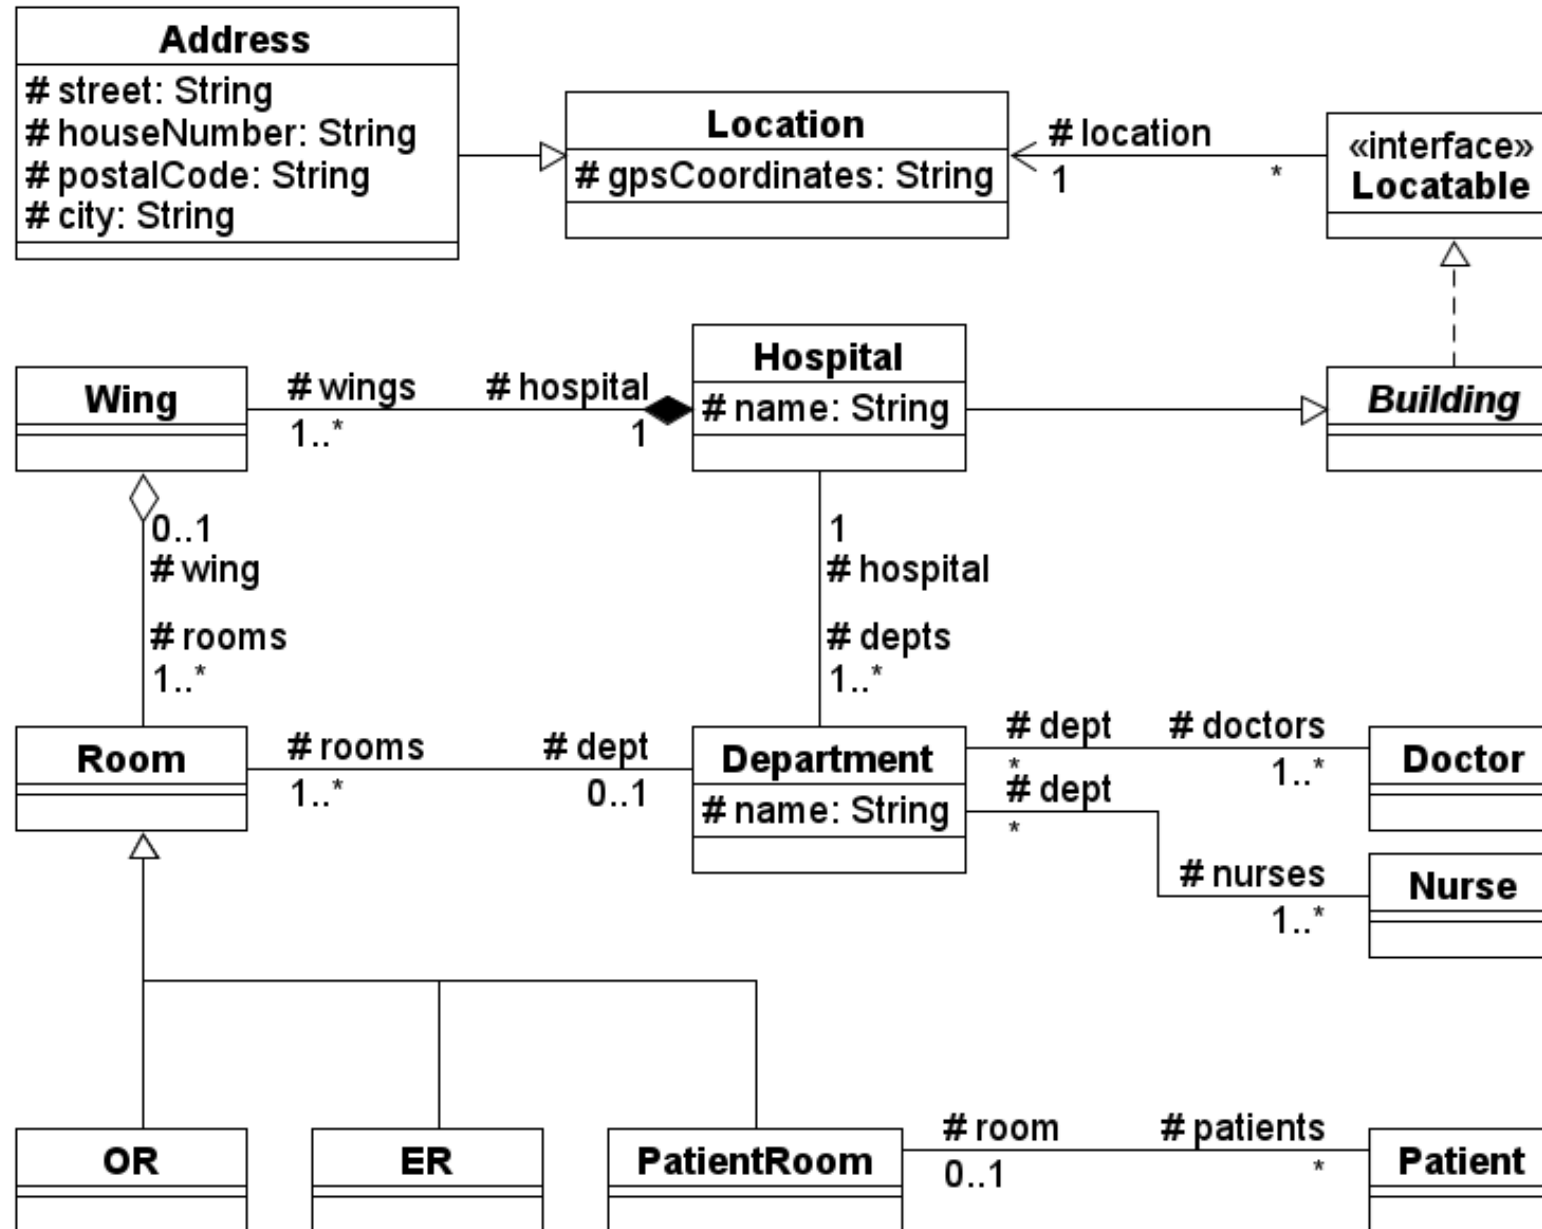 Address
# street: String
# houseNumber: String
# postalCode: String
# city: String
Location
# gpsCoordinates: String
# location
1
*
«interface»
Locatable
Wing
# wings
1..*
# hospital
1
Hospital
# name: String
Building
0..1
# wing
# rooms
1..*
1
# hospital
# depts
1..*
Room
# rooms
1..*
# dept
0..1
Department
# name: String
# dept
*
# doctors
1..*
Doctor
# dept
*
# nurses
1..*
Nurse
OR
ER
PatientRoom
# room
0..1
# patients
*
Patient